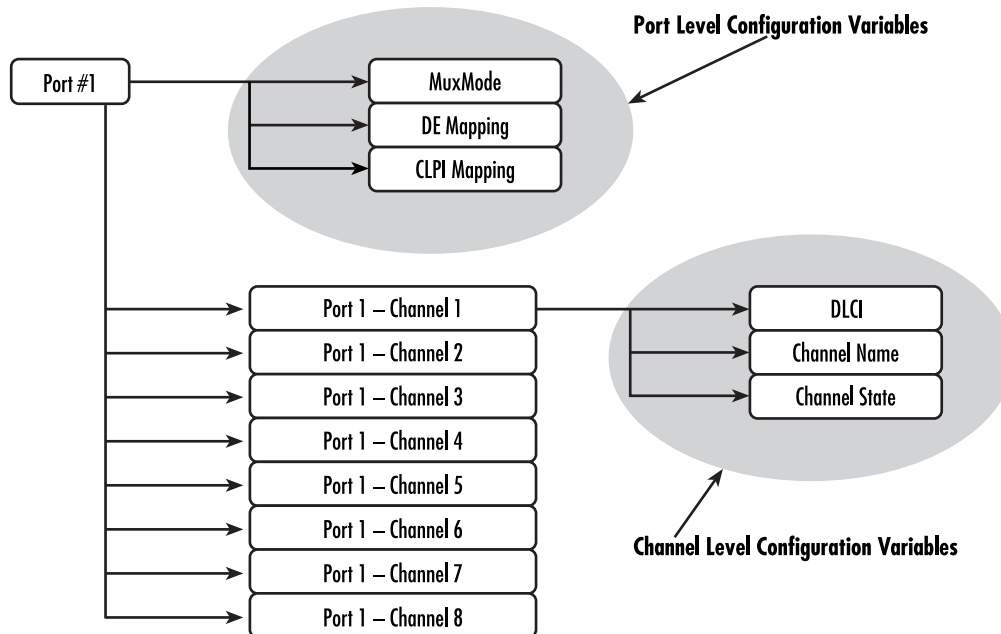 Port Level Configuration Variables
Port #1
MuxMode
DE Mapping
CLPI Mapping
Port 1 – Channel 1
Port 1 – Channel 2
Port 1 – Channel 3
Port 1 – Channel 4
Port 1 – Channel 5
Port 1 – Channel 6
Port 1 – Channel 7
Port 1 – Channel 8
DLCI
Channel Name
Channel State
Channel Level Configuration Variables